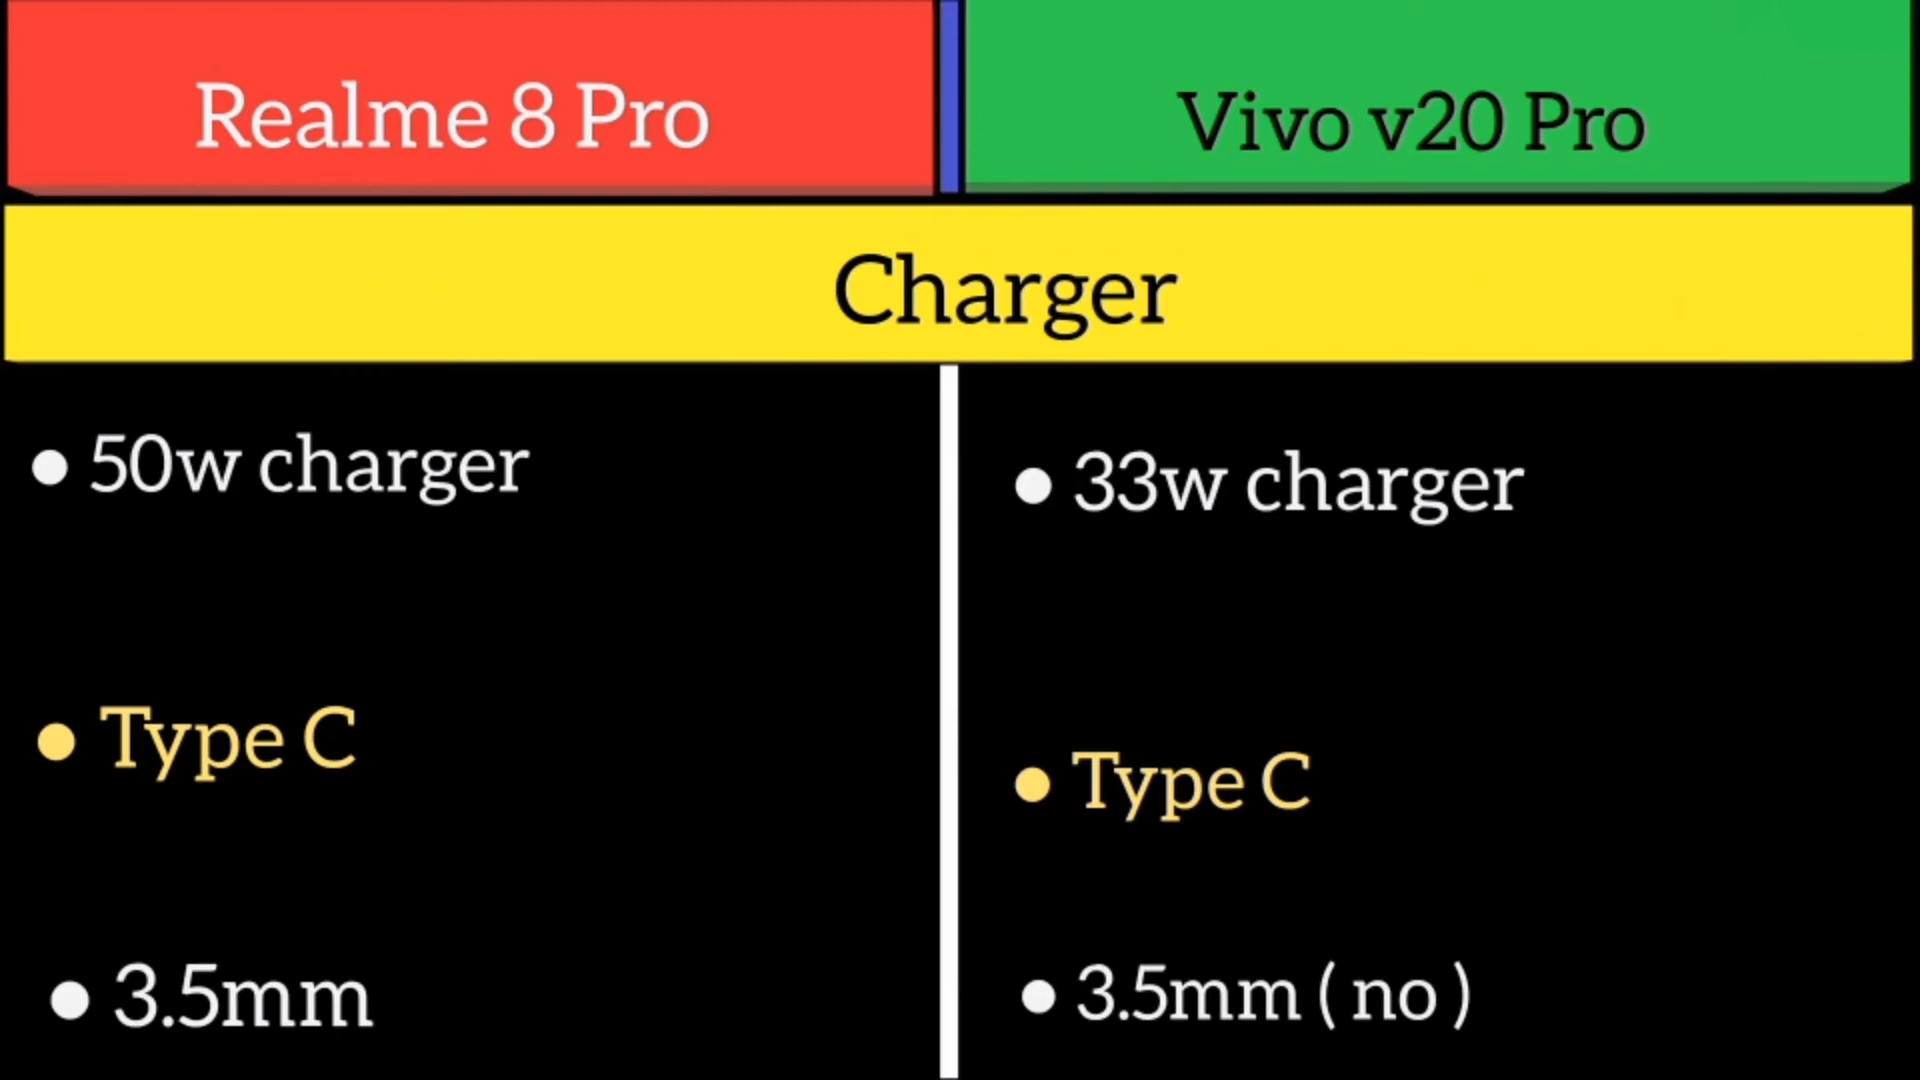 Realme 8 Pro
Vivo v20 Pro
Charger
• 50w charger
• Type C
• 3.5mm
• 33w charger
• Type C
• 3.5mm ( no )